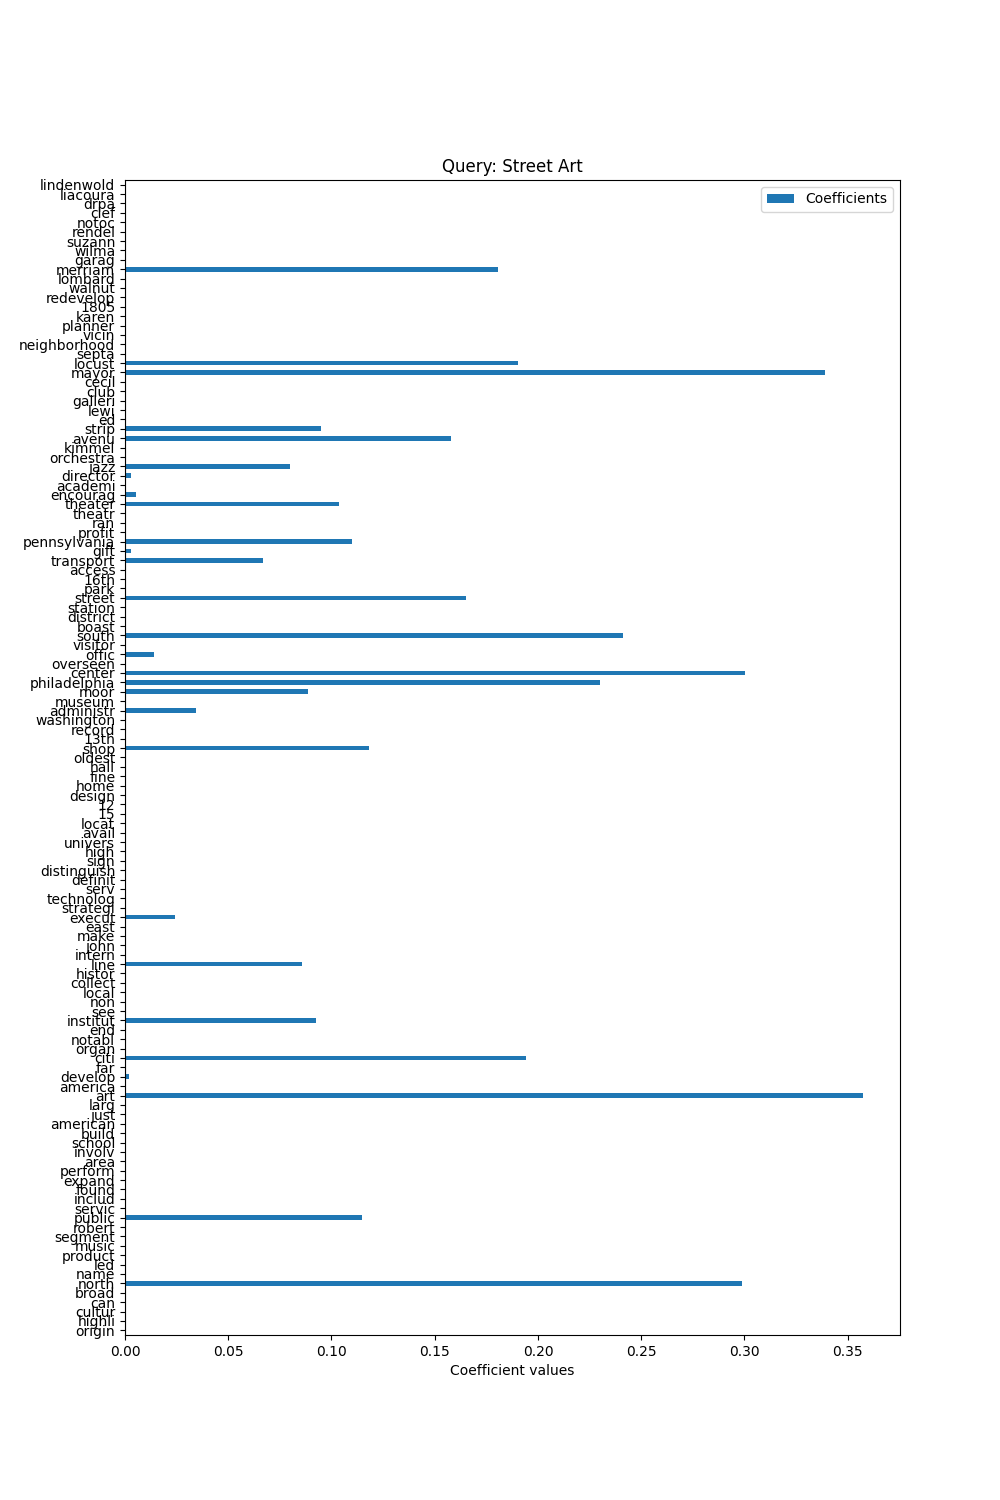 Query: Street Art
Coefficients
lindenwold
liacoura
drpa
clef
notoc
rendel
suzann
wilma
garag
merriam
lombard
walnut
redevelop
1805
karen
planner
vicin
neighborhood
septa
locust
mayor
cecil
club
galleri
lewi
ed
strip
avenu
kimmel
orchestra
jazz
director
academi
encourag
theater
theatr
ran
profit
pennsylvania
gift
transport
access
16th
park
street
station
district
boast
south
visitor
offic
overseen
center
philadelphia
moor
museum
administr
washington
record
13th
shop
oldest
hall
fine
home
design
12
15
locat
avail
univers
high
sign
distinguish
definit
serv
technolog
strategi
execut
east
make
john
intern
line
histor
collect
local
non
see
institut
end
notabl
organ
citi
far
develop
america
art
larg
just
american
build
school
involv
area
perform
expand
found
includ
servic
public
robert
segment
music
product
led
name
north
broad
can
cultur
highli
origin
0.00 0.05 0.10 0.15 0.20 0.25 0.30 0.35
Coefficient values